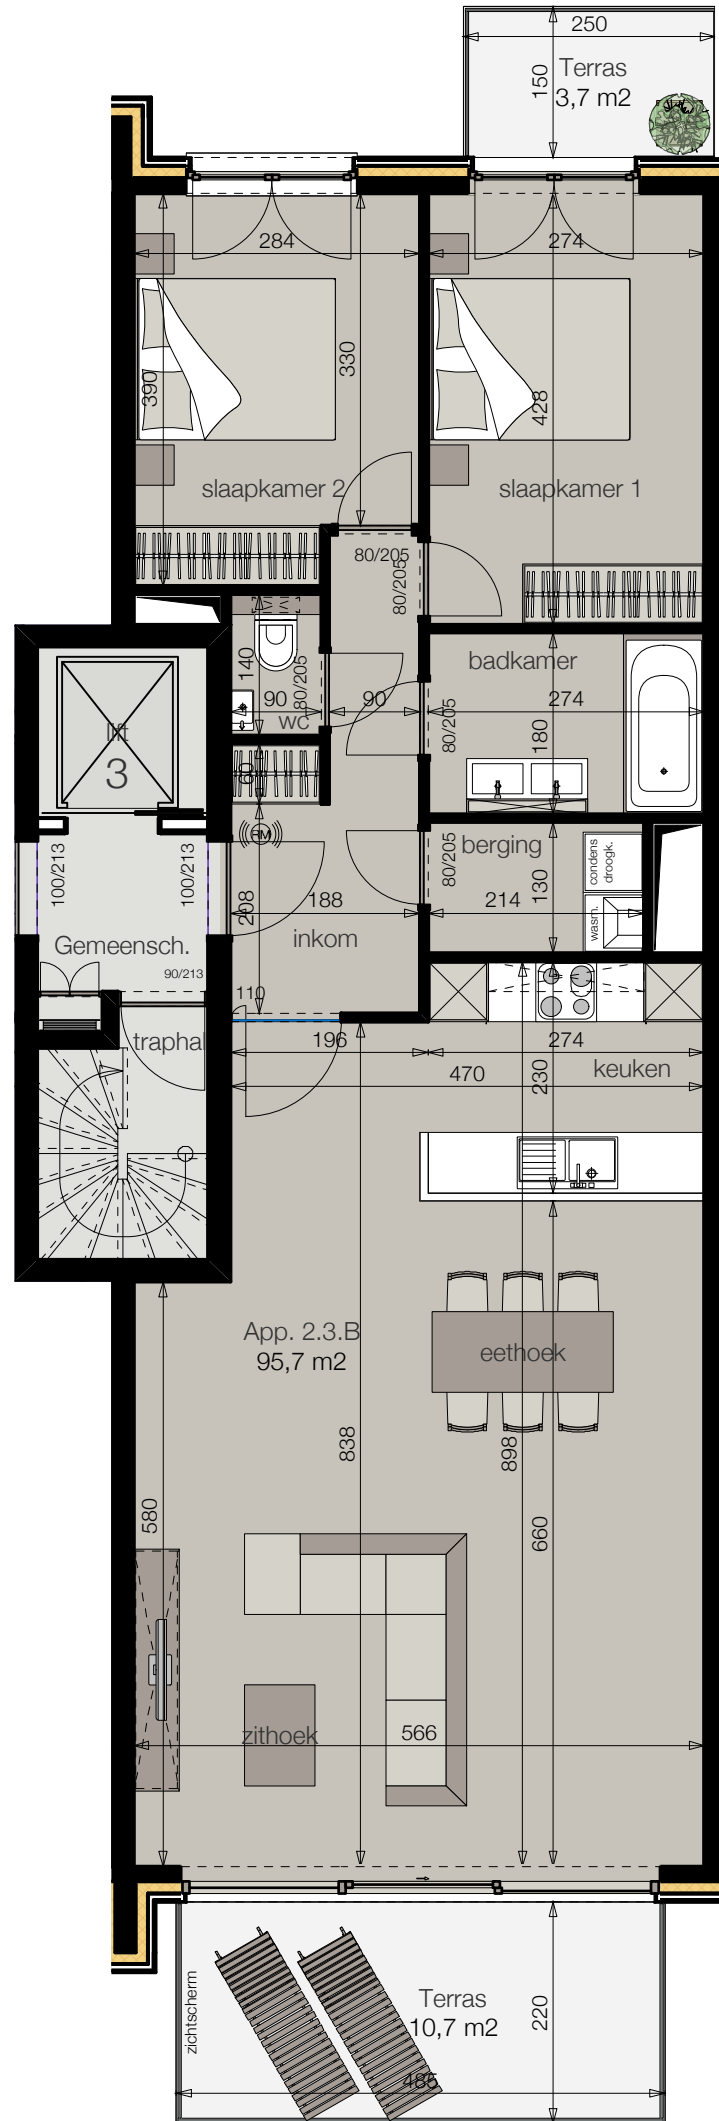 250
Terras
3,7 m2
150
284
274
330
390
428
slaapkamer 2
slaapkamer 1
80/205
80/205
140
90
wc
80/205
90
badkamer
274
80/205
180
lift
3
60
RM
208
188
inkom
80/205
berging
214
130
condens
droogk.
wasm.
100/213
100/213
Gemeensch.
90/213
110
traphal
196
274
230
keuken
470
App. 2.3.B
95,7 m2
eethoek
838
898
580
660
zithoek
566
zichtscherm
Terras
10,7 m2
220
485